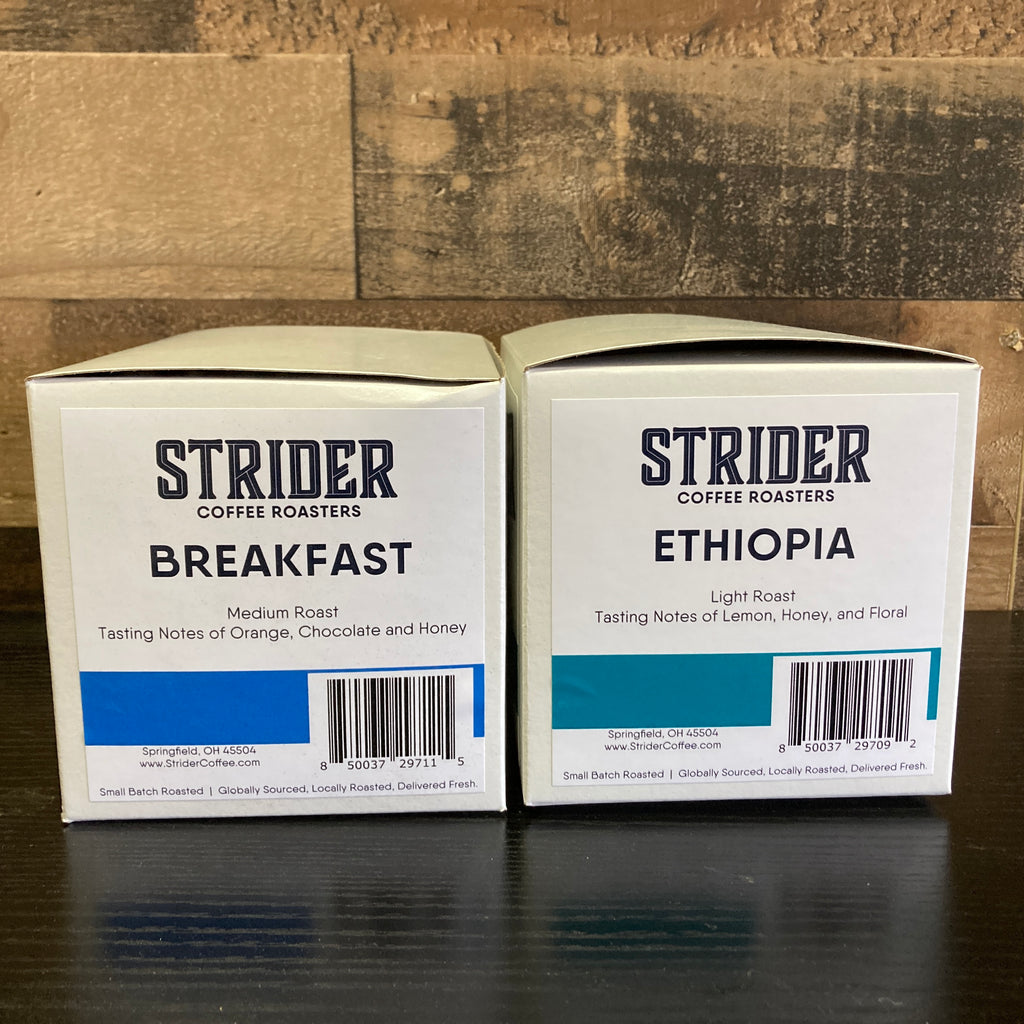 STRIDER
COFFEE ROASTERS
BREAKFAST
Medium Roast
Tasting Notes of Orange, Chocolate and Honey
Springfield, OH 45504
www.StriderCoffee.com
8 50037 29711 5
Small Batch Roasted | Globally Sourced, Locally Roasted, Delivered Fresh.
STRIDER
COFFEE ROASTERS
ETHIOPIA
Light Roast
Tasting Notes of Lemon, Honey, and Floral
Springfield, OH 45504
www.StriderCoffee.com
8 50037 29709 2
Small Batch Roasted | Globally Sourced, Locally Roasted, Delivered Fresh.